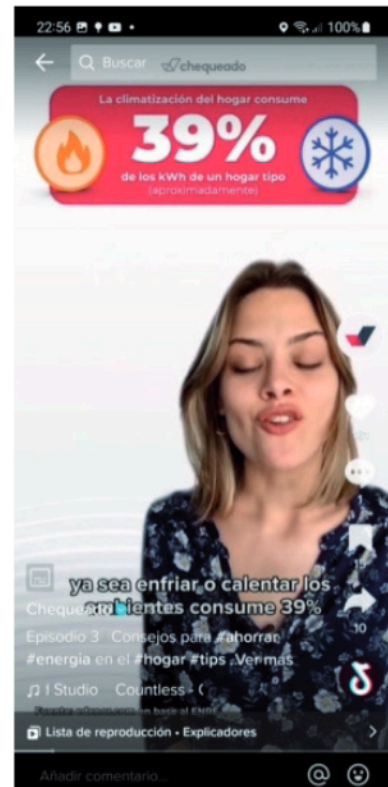 22:56
100%
Buscar
chequeado
La climatización del hogar consume
39%
de los kWh de un hogar tipo
(aproximadamente)
ya sea enfriar o calentar los
ambientes consume 39%
Chequeado
Episodio 3 Consejos para #ahorrar
#energia en el #hogar #tips .Ver más
I Studio Countless - (
10
Lista de reproducción • Explicadores
Añadir comentario...